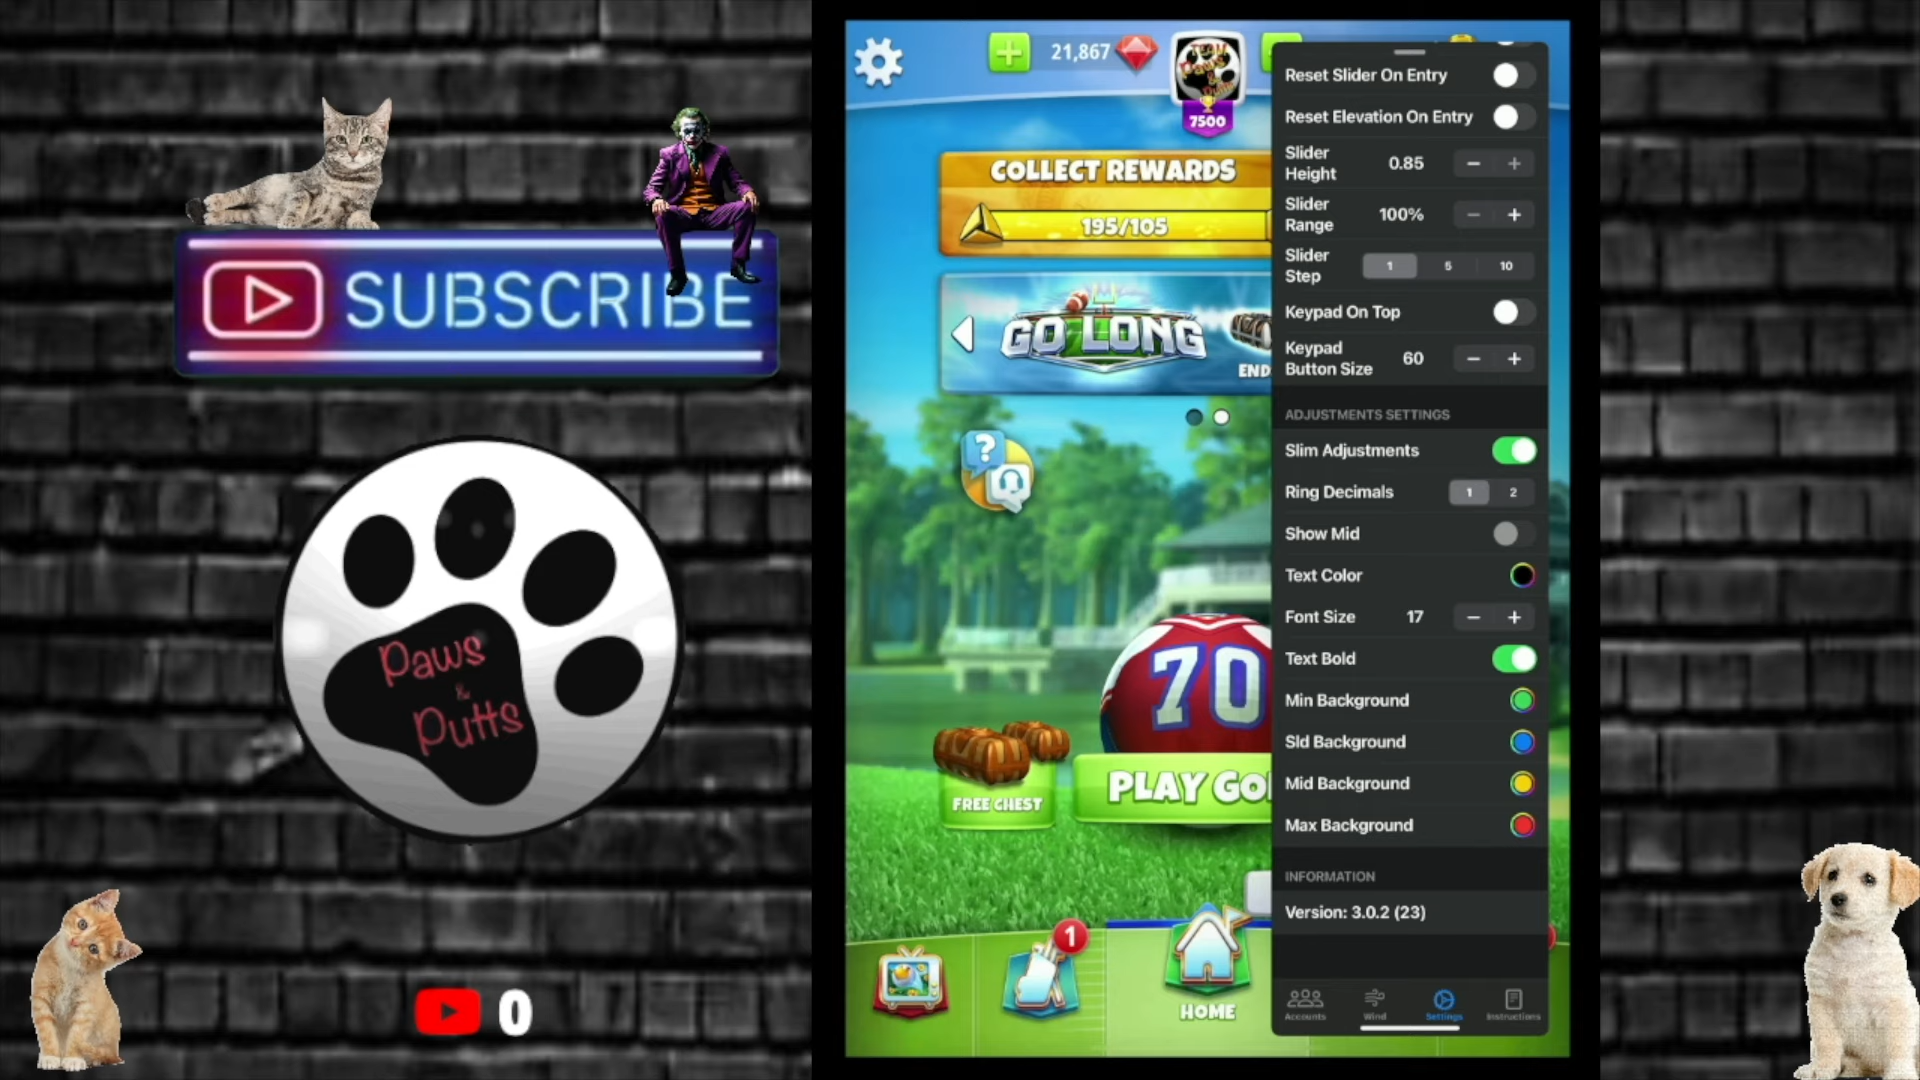 SUBSCRIBE
Paws
&
Putts
0
21,867
TEAM
Paws
&
Putts
7500
COLLECT REWARDS
195/105
GO LONG
END
?
70
FREE CHEST
PLAY GO
1
HOME
Reset Slider On Entry
Reset Elevation On Entry
Slider Height 0.85 − +
Slider Range 100% − +
Slider Step 1 5 10
Keypad On Top
Keypad Button Size 60 − +
ADJUSTMENTS SETTINGS
Slim Adjustments
Ring Decimals 1 2
Show Mid
Text Color
Font Size 17 − +
Text Bold
Min Background
Sld Background
Mid Background
Max Background
INFORMATION
Version: 3.0.2 (23)
Accounts Wind Settings Instructions